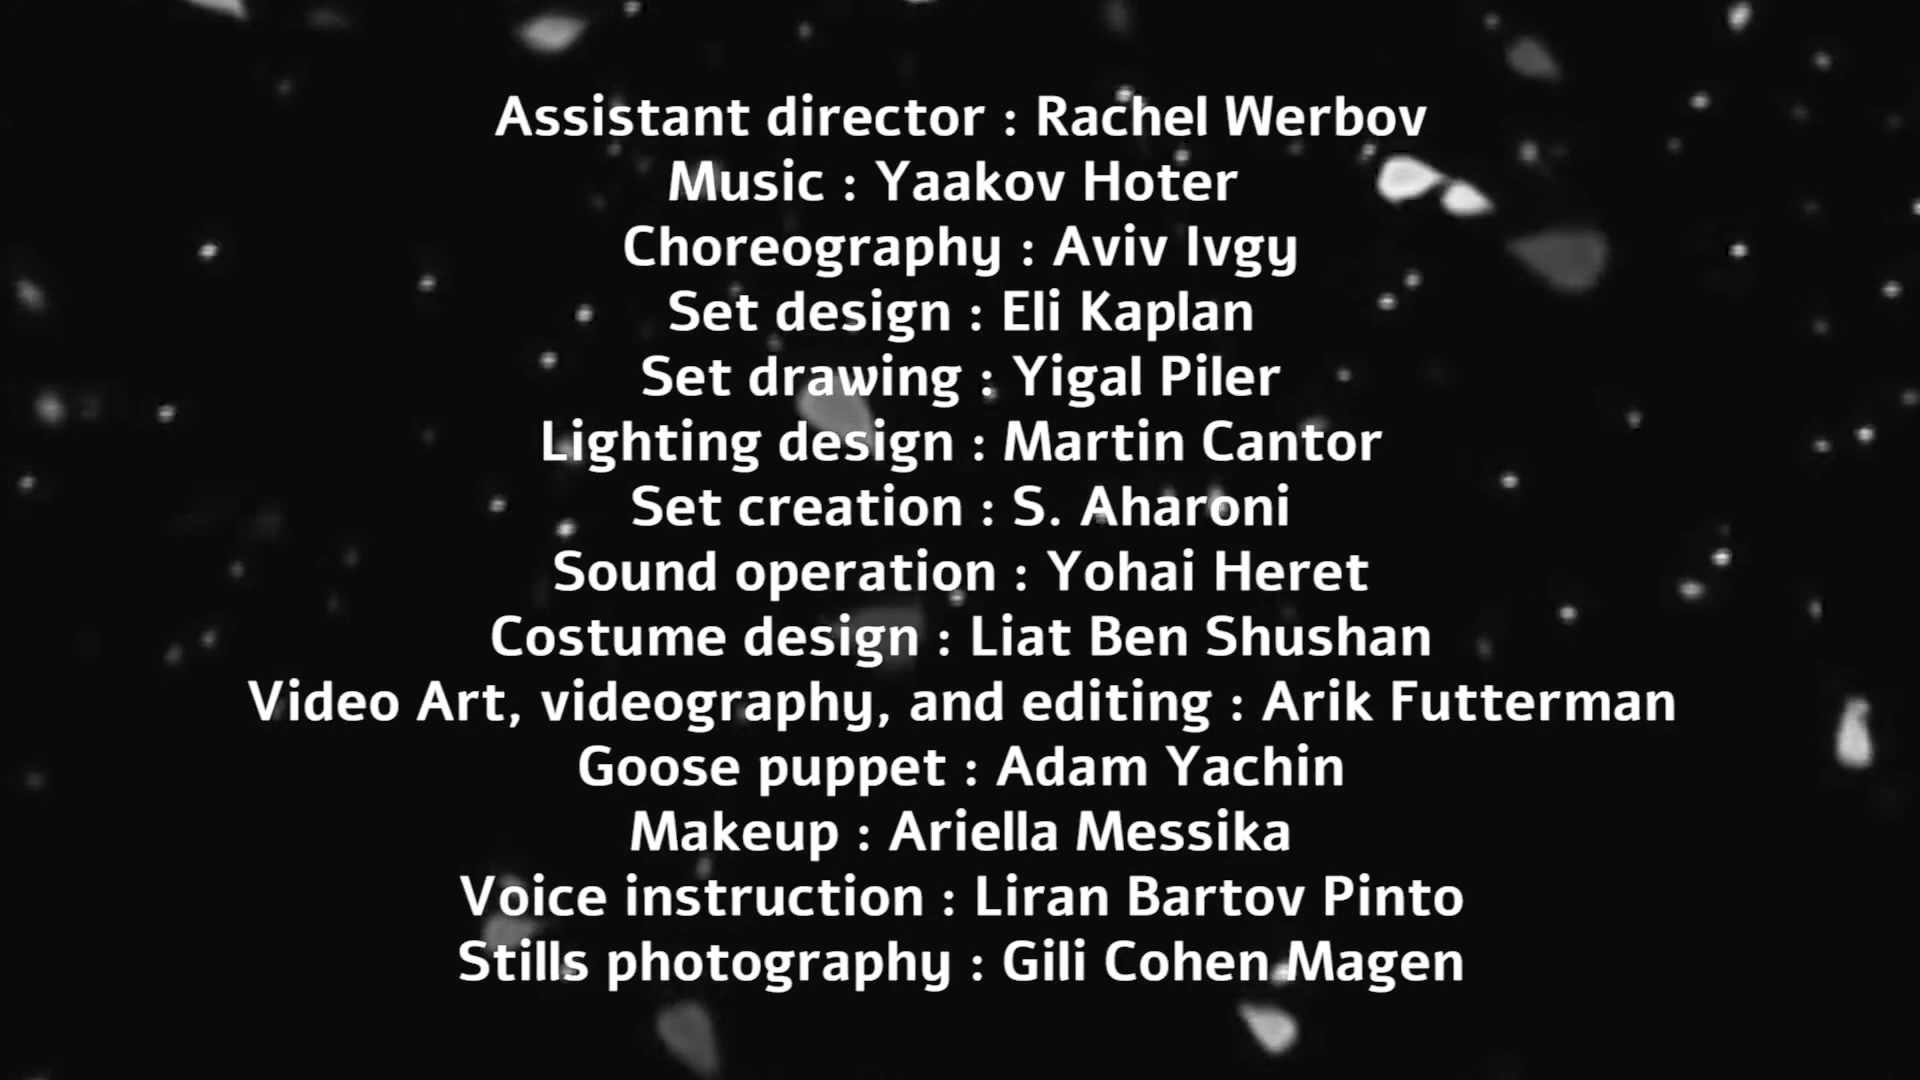 Assistant director : Rachel Werbov
Music : Yaakov Hoter
Choreography : Aviv Ivgy
Set design : Eli Kaplan
Set drawing : Yigal Piler
Lighting design : Martin Cantor
Set creation : S. Aharoni
Sound operation : Yohai Heret
Costume design : Liat Ben Shushan
Video Art, videography, and editing : Arik Futterman
Goose puppet : Adam Yachin
Makeup : Ariella Messika
Voice instruction : Liran Bartov Pinto
Stills photography : Gili Cohen Magen